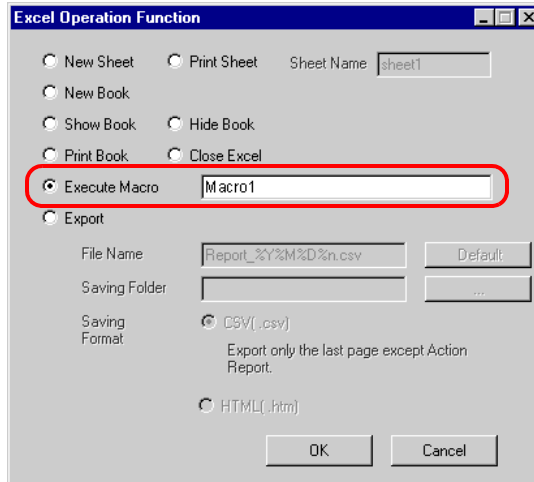 Excel Operation Function
New Sheet Print Sheet Sheet Name sheet1
New Book
Show Book Hide Book
Print Book Close Excel
Execute Macro Macro1
Export
File Name Report_%Y%M%D%n.csv Default
Saving Folder ...
Saving Format CSV( .csv)
Export only the last page except Action
Report.
HTML( .htm)
OK Cancel